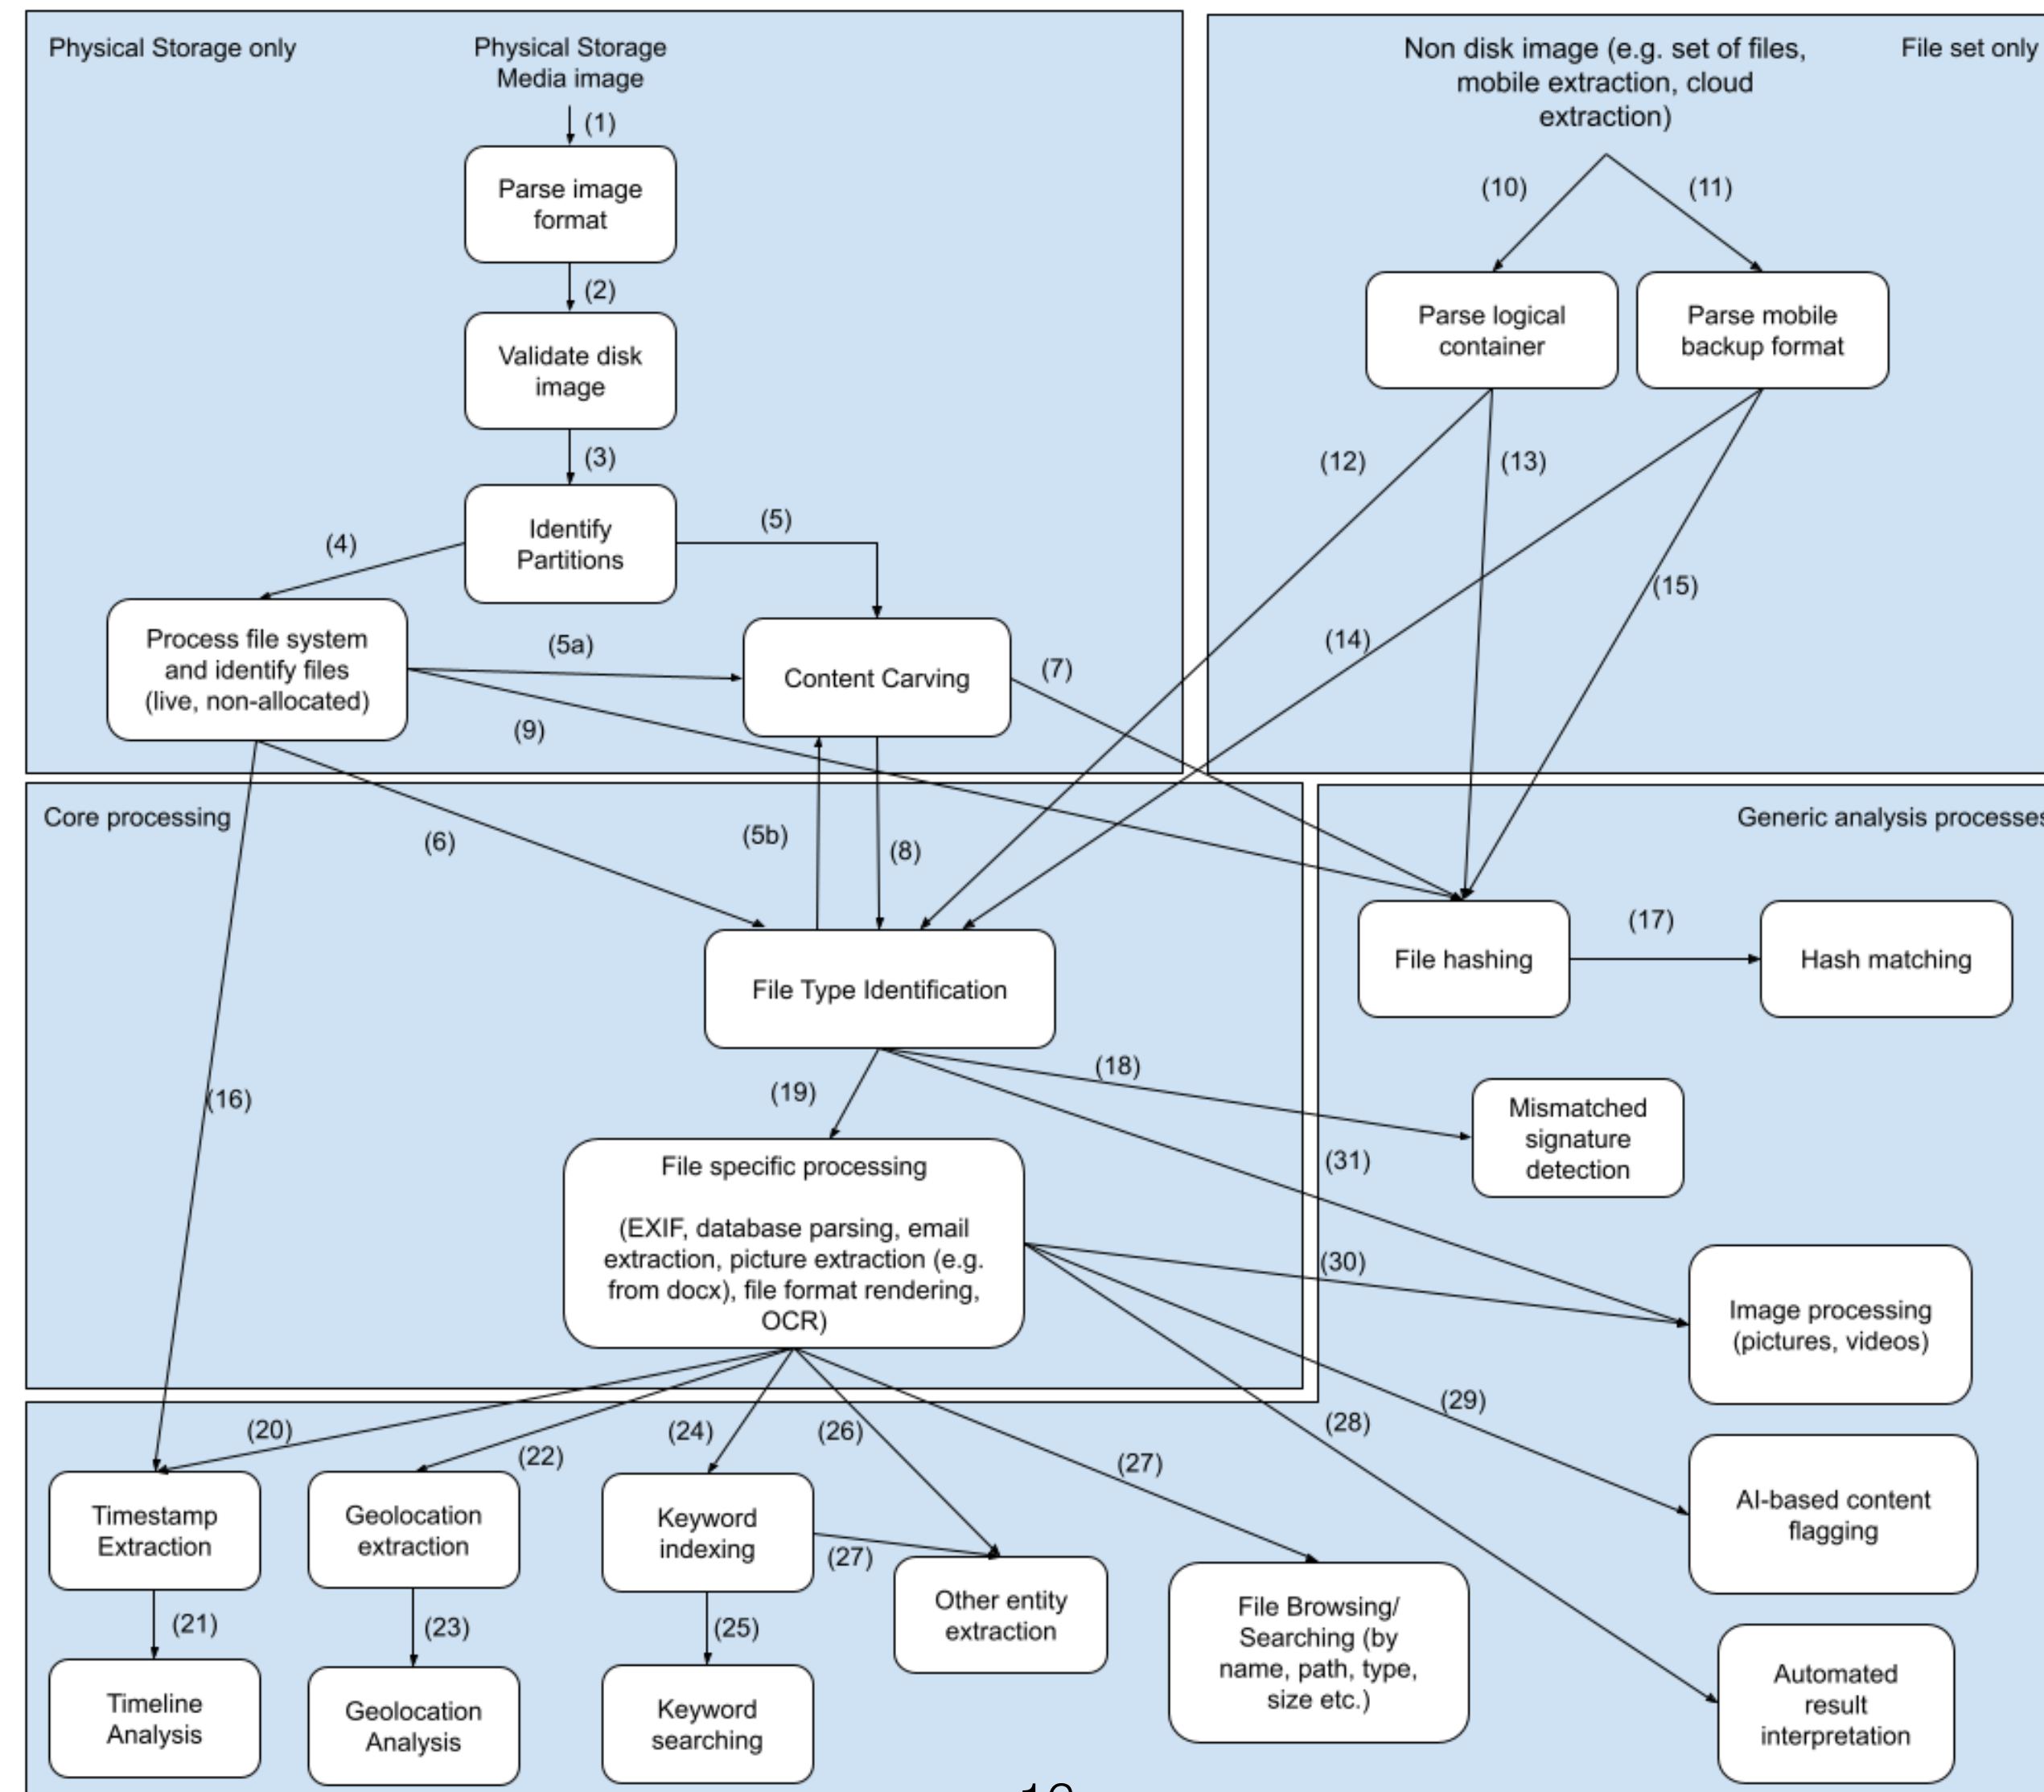 Physical Storage only
Physical Storage
Media image
(1)
Parse image
format
(2)
Validate disk
image
(3)
Identify
Partitions
(4)
(5)
Process file system
and identify files
(live, non-allocated)
(5a)
Content Carving
(7)
(9)
Non disk image (e.g. set of files,
mobile extraction, cloud
extraction)
File set only
(10)
(11)
Parse logical
container
Parse mobile
backup format
(12)
(13)
(14)
(15)
Core processing
(6)
(5b)
(8)
File Type Identification
(16)
(19)
(18)
File specific processing
(EXIF, database parsing, email
extraction, picture extraction (e.g.
from docx), file format rendering,
OCR)
Generic analysis processes
File hashing
(17)
Hash matching
Mismatched
signature
detection
(31)
(30)
Image processing
(pictures, videos)
(29)
(28)
AI-based content
flagging
Automated
result
interpretation
(20)
(22)
(24)
(26)
(27)
Timestamp
Extraction
Geolocation
extraction
Keyword
indexing
(27)
Other entity
extraction
File Browsing/
Searching (by
name, path, type,
size etc.)
(21)
(23)
(25)
Timeline
Analysis
Geolocation
Analysis
Keyword
searching